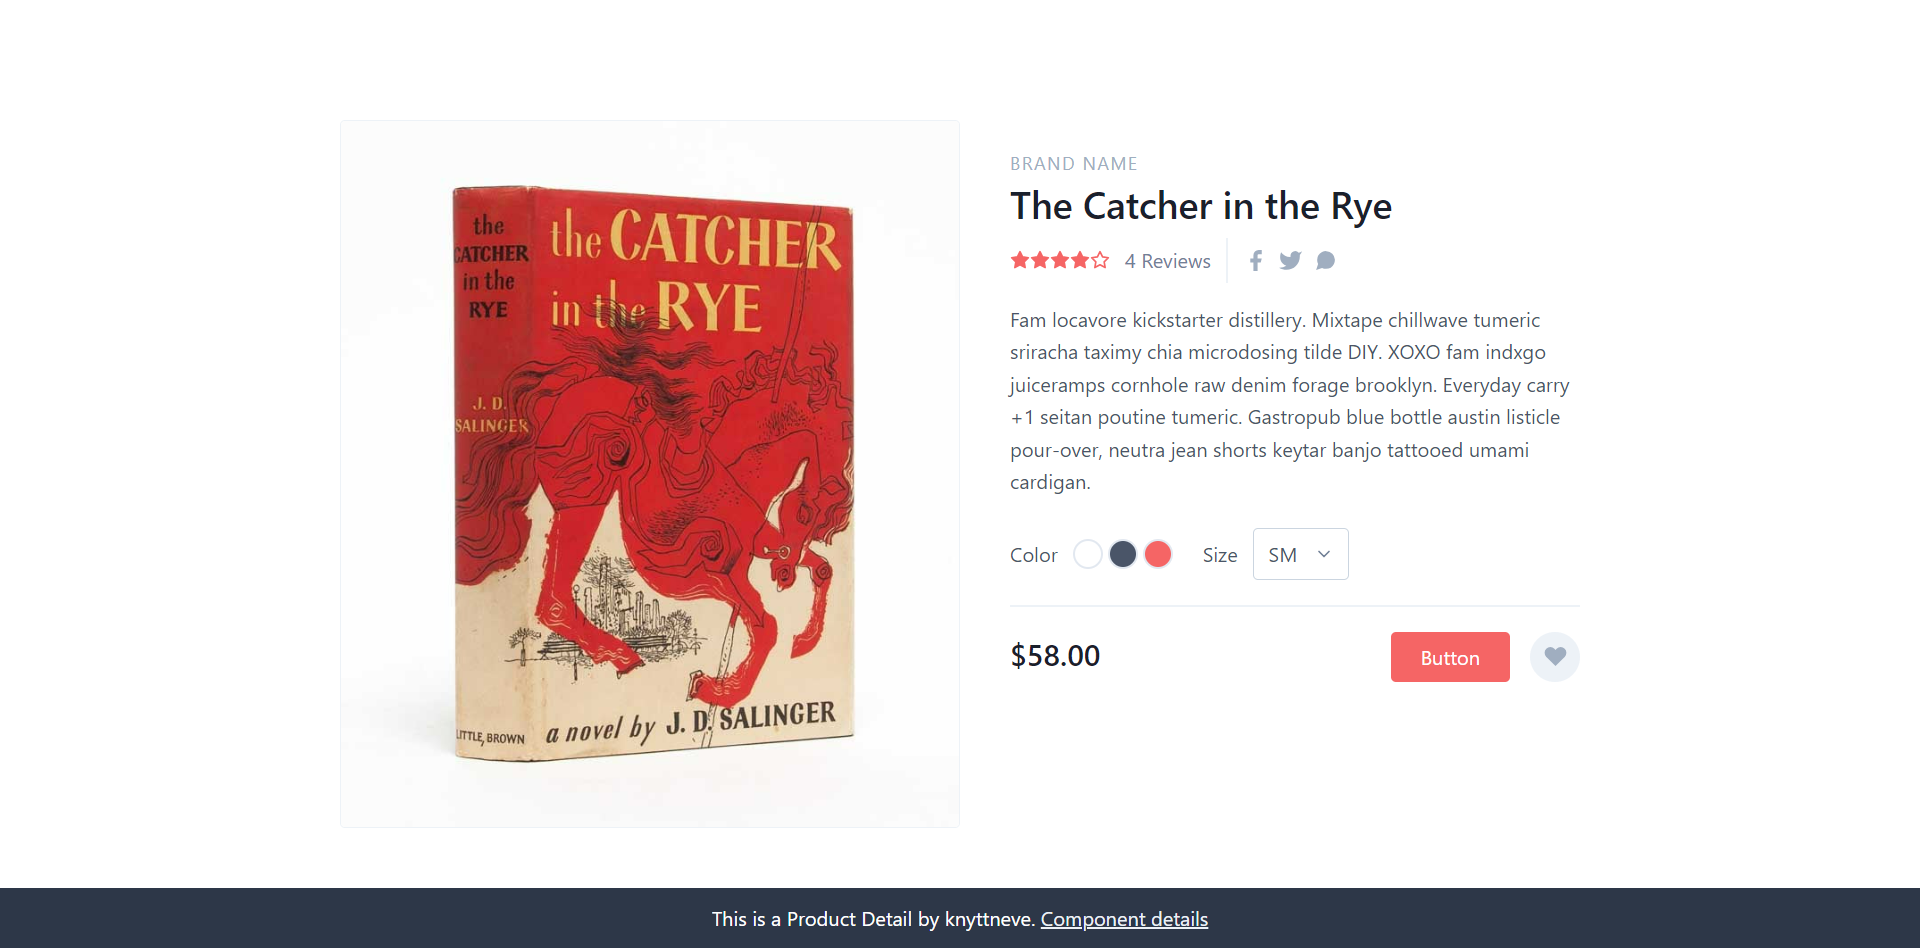 the
CATCHER
in the
RYE
J. D.
SALINGER
LITTLE, BROWN
the CATCHER
in the RYE
a novel by J. D. SALINGER
BRAND NAME
The Catcher in the Rye
4 Reviews
Fam locavore kickstarter distillery. Mixtape chillwave tumeric
sriracha taximy chia microdosing tilde DIY. XOXO fam indxgo
juiceramps cornhole raw denim forage brooklyn. Everyday carry
+1 seitan poutine tumeric. Gastropub blue bottle austin listicle
pour-over, neutra jean shorts keytar banjo tattooed umami
cardigan.
Color Size SM
$58.00 Button
This is a Product Detail by knyttneve. Component details